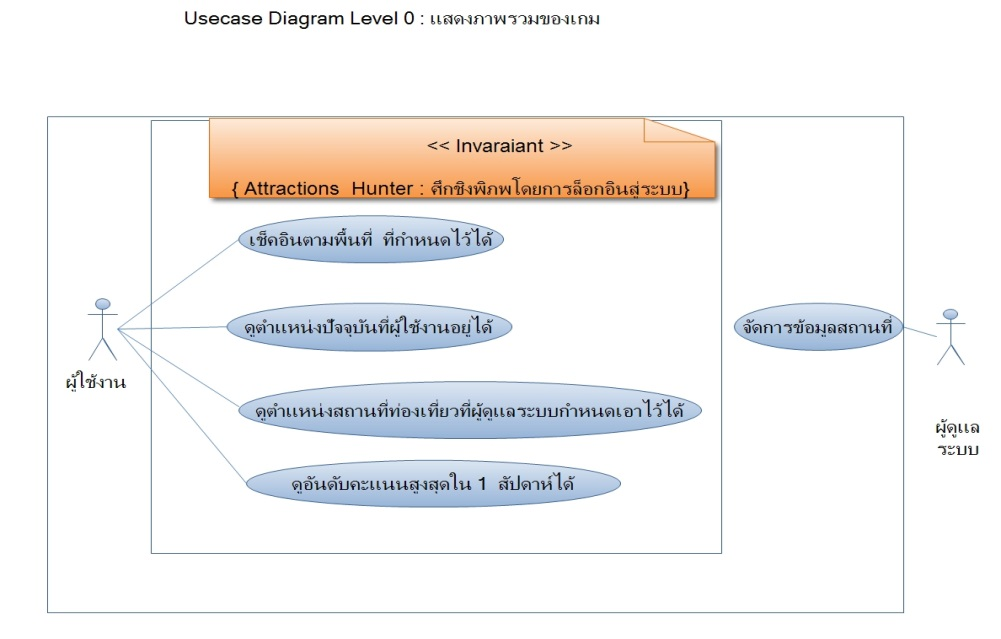 Usecase Diagram Level 0 : แสดงภาพรวมของเกม
<< Invaraiant >>
{ Attractions Hunter : ศึกชิงพิภพโดยการล็อกอินสู่ระบบ}
เช็คอินตามพื้นที่ ที่กำหนดไว้ได้
ดูตำแหน่งปัจจุบันที่ผู้ใช้งานอยู่ได้
จัดการข้อมูลสถานที่
ผู้ใช้งาน
ดูตำแหน่งสถานที่ท่องเที่ยวที่ผู้ดูแลระบบกำหนดเอาไว้ได้
ผู้ดูแล
ระบบ
ดูอันดับคะแนนสูงสุดใน 1 สัปดาห์ได้